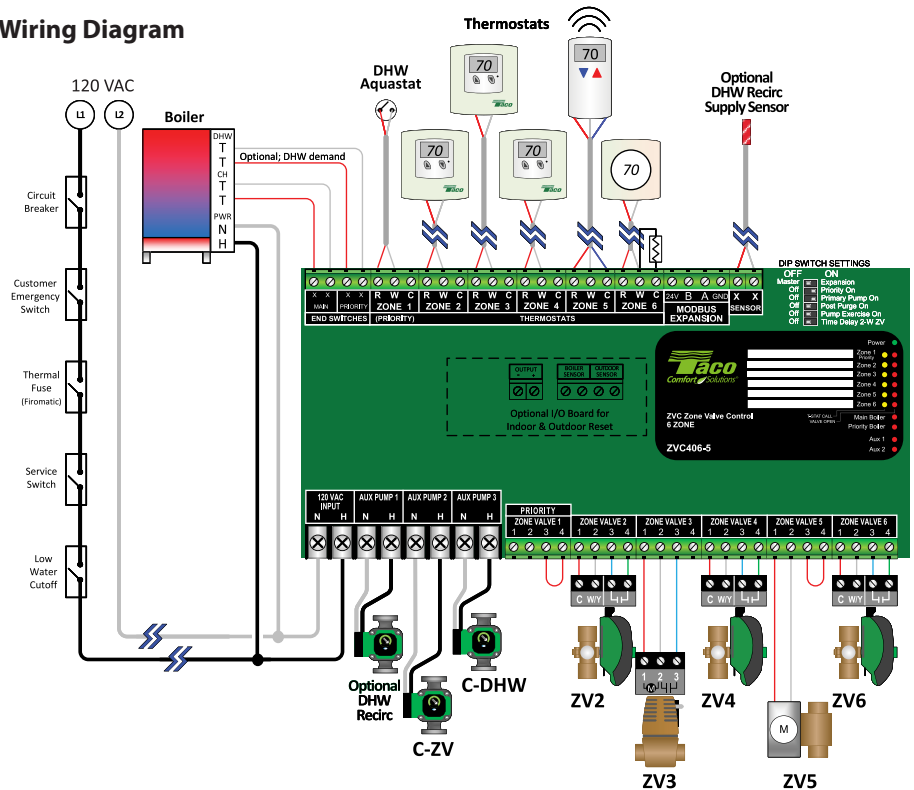 Wiring Diagram
120 VAC
L1
L2
Boiler
DHW
T
T
CH
T
T
PWR
N
H
Optional; DHW demand
Circuit
Breaker
Customer
Emergency
Switch
Thermal
Fuse
(Firomatic)
Service
Switch
Low
Water
Cutoff
DHW
Aquastat
Thermostats
70
Taco
70
Taco
70
Taco
70
70
Optional
DHW Recirc
Supply Sensor
X X X X R W C R W C R W C R W C R W C R W C 24V B A GND X X
MAIN PRIORITY ZONE 1 ZONE 2 ZONE 3 ZONE 4 ZONE 5 ZONE 6 MODBUS EXPANSION SENSOR
END SWITCHES (PRIORITY) THERMOSTATS
DIP SWITCH SETTINGS
OFF ON
Master Expansion
Off Priority On
Off Primary Pump On
Off Post Purge On
Off Pump Exercise On
Off Time Delay 2-W ZV
OUTPUT
- +
BOILER SENSOR
OUTDOOR SENSOR
Optional I/O Board for
Indoor & Outdoor Reset
Taco
Comfort Solutions®
ZVC Zone Valve Control
6 ZONE
ZVC406-5
Power
Zone 1
Priority
Zone 2
Zone 3
Zone 4
Zone 5
Zone 6
T-STAT CALL
VALVE OPEN
Main Boiler
Priority Boiler
Aux 1
Aux 2
120 VAC INPUT
N H
AUX PUMP 1
N H
AUX PUMP 2
N H
AUX PUMP 3
N H
PRIORITY
ZONE VALVE 1
1 2 3 4
ZONE VALVE 2
1 2 3 4
ZONE VALVE 3
1 2 3 4
ZONE VALVE 4
1 2 3 4
ZONE VALVE 5
1 2 3 4
ZONE VALVE 6
1 2 3 4
Optional
DHW
Recirc
C-ZV
C-DHW
C W/Y
ZV2
1 2 3
M
ZV3
C W/Y
ZV4
M
ZV5
C W/Y
ZV6